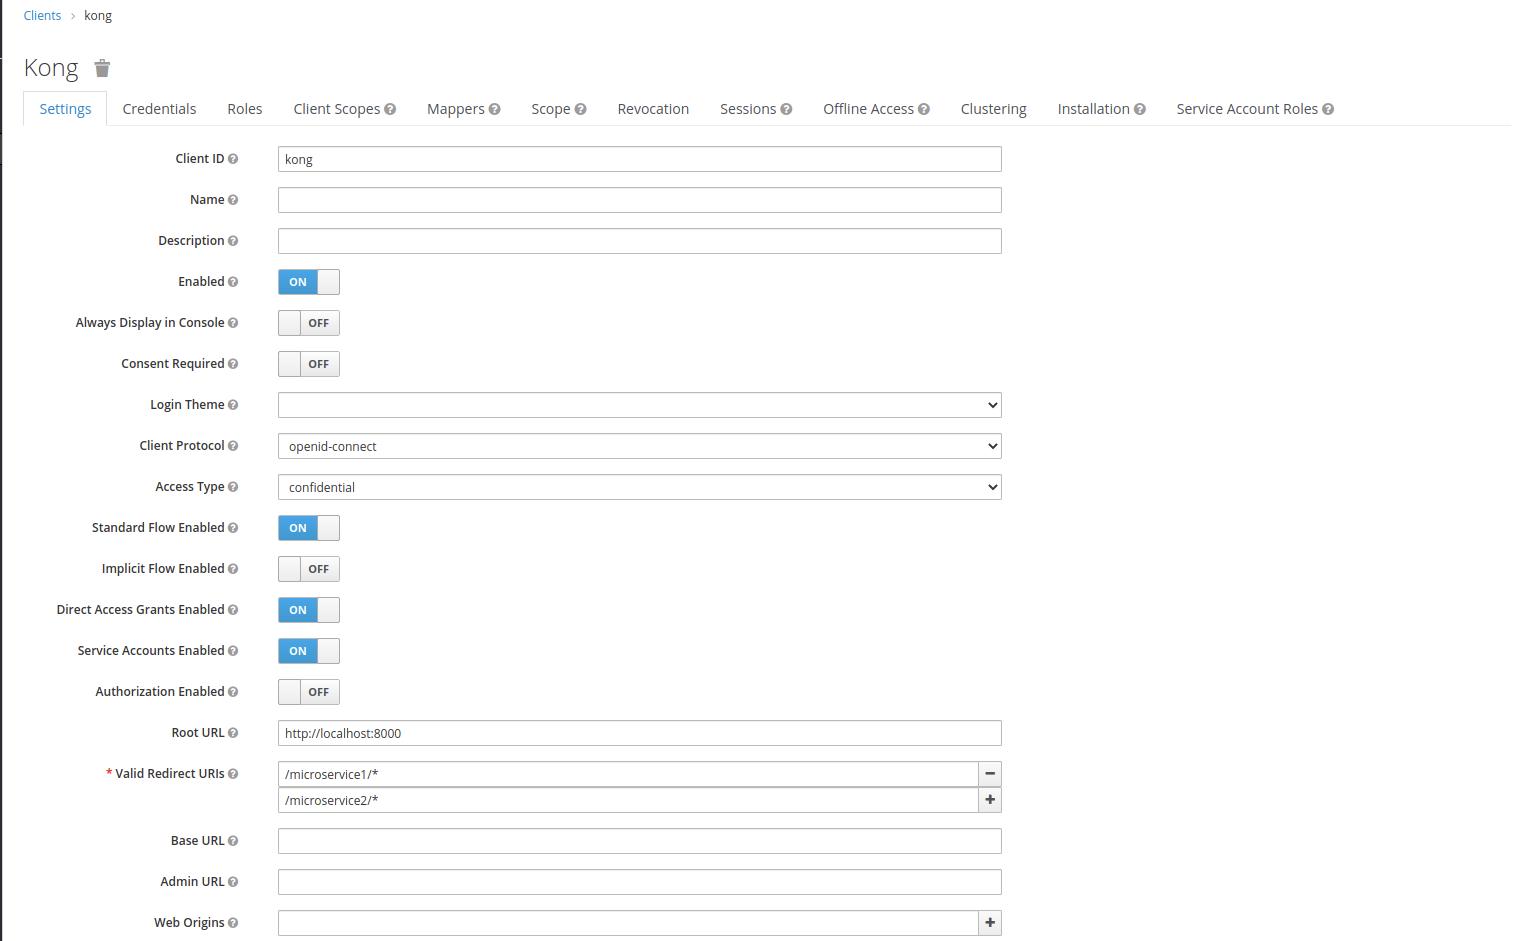 Clients > kong
Kong
Settings Credentials Roles Client Scopes Mappers Scope Revocation Sessions Offline Access Clustering Installation Service Account Roles
Client ID kong
Name
Description
Enabled ON
Always Display in Console OFF
Consent Required OFF
Login Theme
Client Protocol openid-connect
Access Type confidential
Standard Flow Enabled ON
Implicit Flow Enabled OFF
Direct Access Grants Enabled ON
Service Accounts Enabled ON
Authorization Enabled OFF
Root URL http://localhost:8000
* Valid Redirect URIs /microservice1/*
/microservice2/*
Base URL
Admin URL
Web Origins